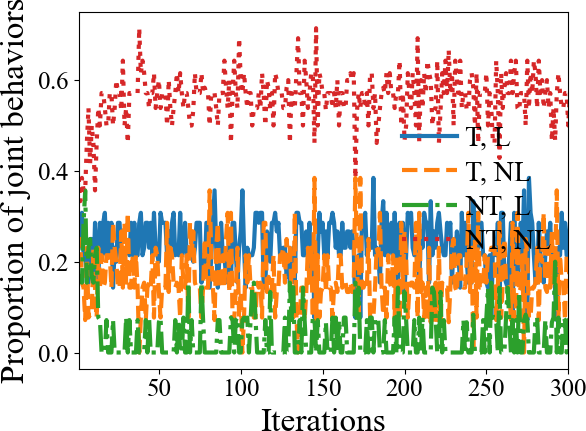 Proportion of joint behaviors
0.6
0.4
0.2
0.0
T, L
T, NL
NT, L
NT, NL
50 100 150 200 250 300
Iterations